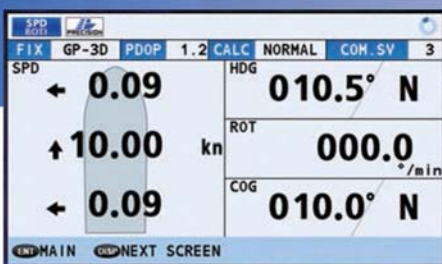 SPD ROTI PRECISION
FIX GP-3D PDOP 1.2 CALC NORMAL COM.SV 3
SPD
← 0.09
↑ 10.00 kn
← 0.09
HDG
010.5° N
ROT
000.0
°/min
COG
010.0° N
ENT MAIN DISP NEXT SCREEN